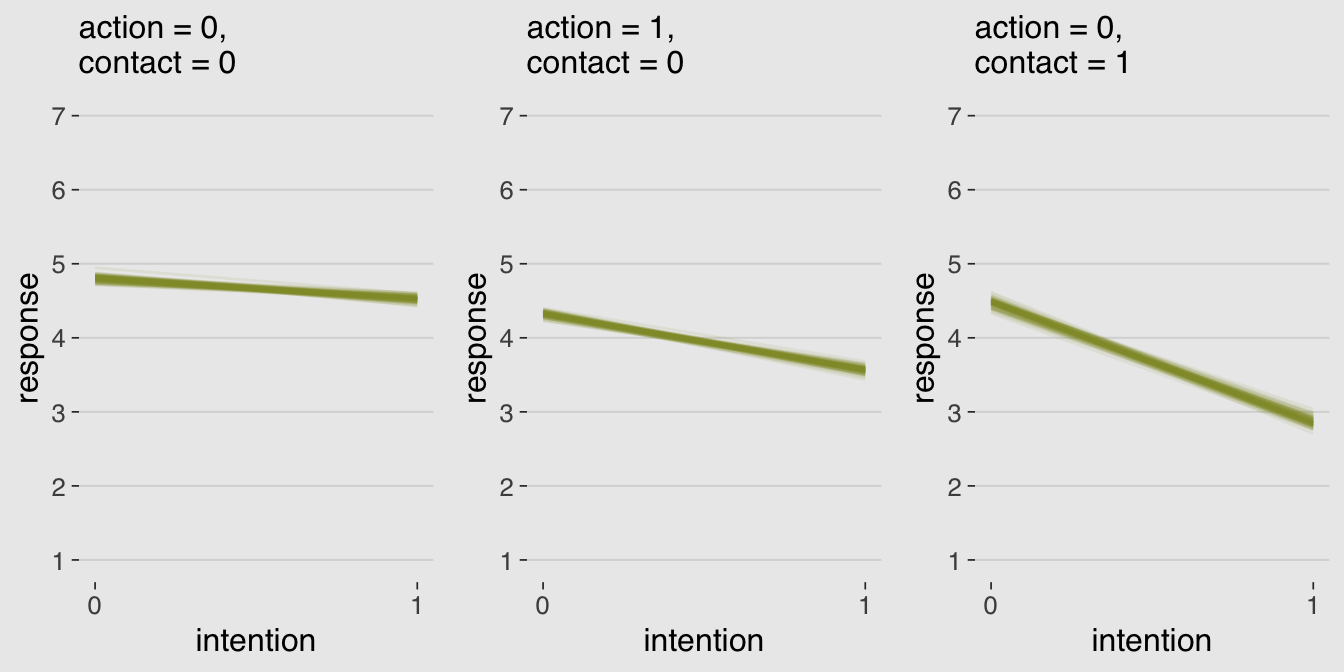 action = 0,
contact = 0
7
6
5
4
3
2
1
response
0
1
intention
action = 1,
contact = 0
7
6
5
4
3
2
1
response
0
1
intention
action = 0,
contact = 1
7
6
5
4
3
2
1
response
0
1
intention